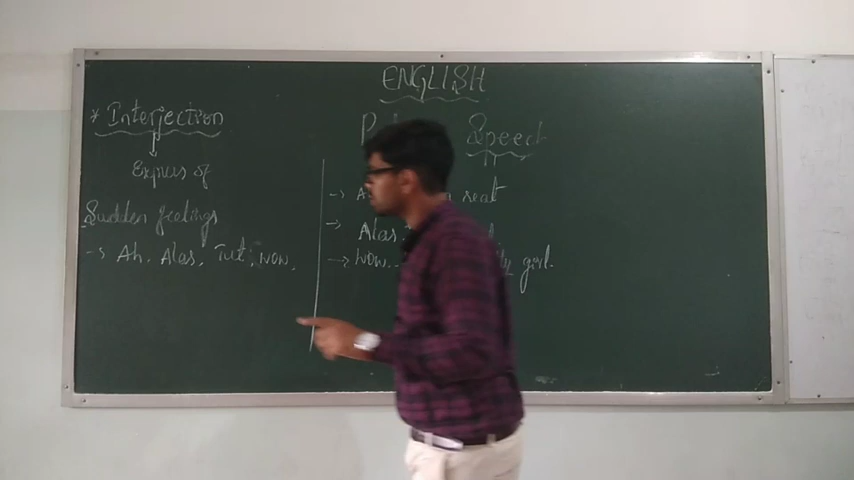 ENGLISH
* Interjection
Speech
Express of
Sudden feelings
→ Ah, Alas, Tut, wow,
→ A seat
→ Alas
→ wow girl.